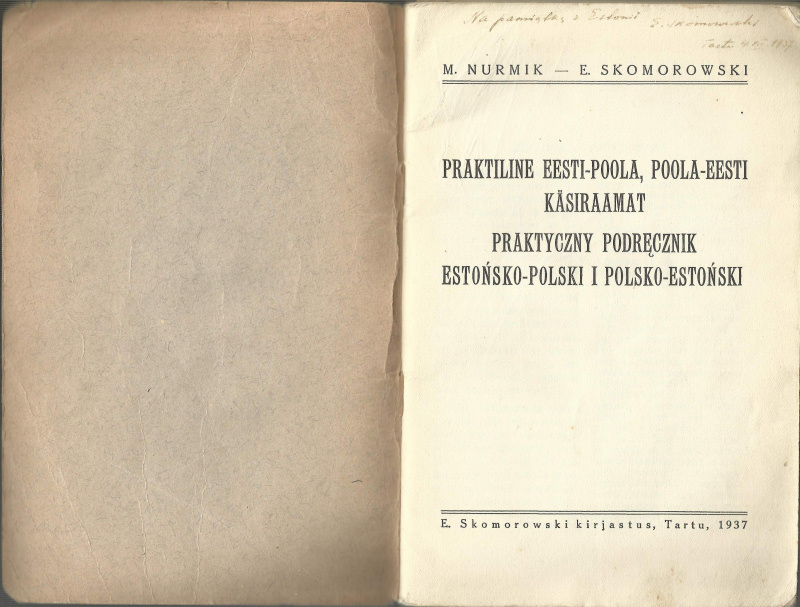 Na pamiątkę z Estonii E. Skomorowski
Tartu
M. NURMIK — E. SKOMOROWSKI
PRAKTILINE EESTI-POOLA, POOLA-EESTI
KÄSIRAAMAT
PRAKTYCZNY PODRĘCZNIK
ESTOŃSKO-POLSKI I POLSKO-ESTOŃSKI
E. Skomorowski kirjastus, Tartu, 1937